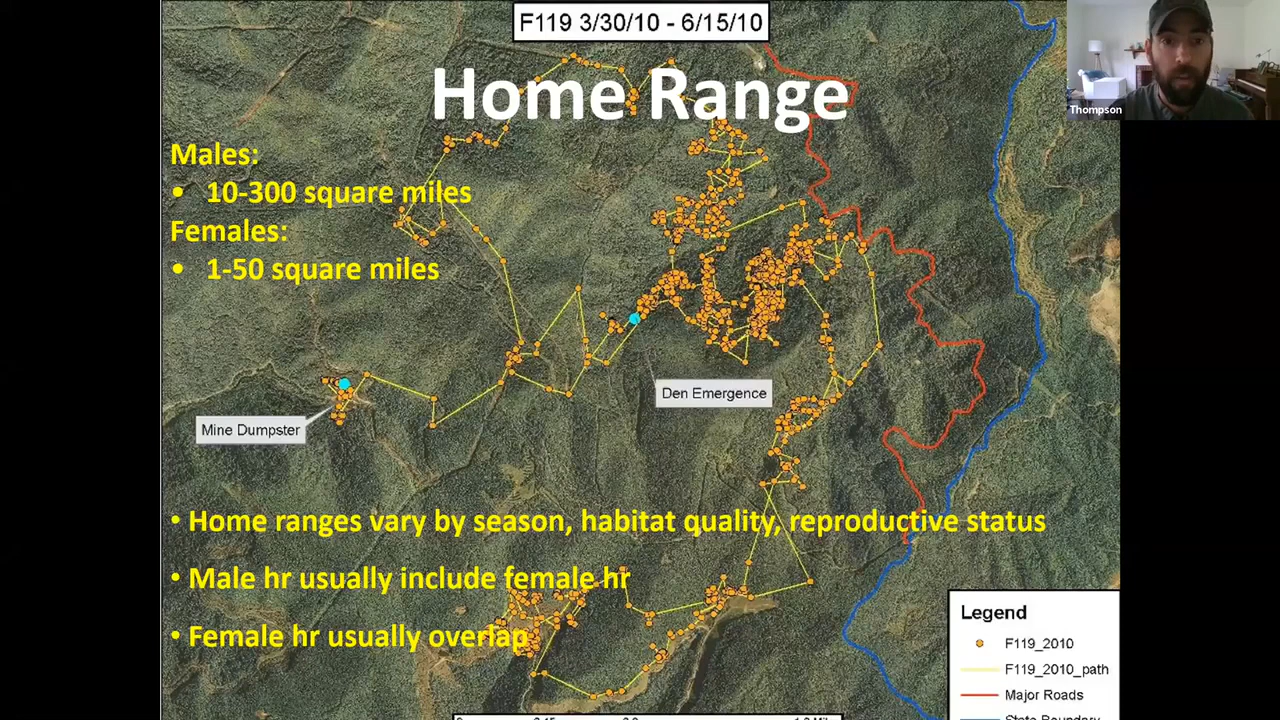 F119 3/30/10 - 6/15/10
Home Range
Thompson
Males:
• 10-300 square miles
Females:
• 1-50 square miles
Den Emergence
Mine Dumpster
• Home ranges vary by season, habitat quality, reproductive status
• Male hr usually include female hr
• Female hr usually overlap
Legend
F119_2010
F119_2010_path
Major Roads
State Boundary